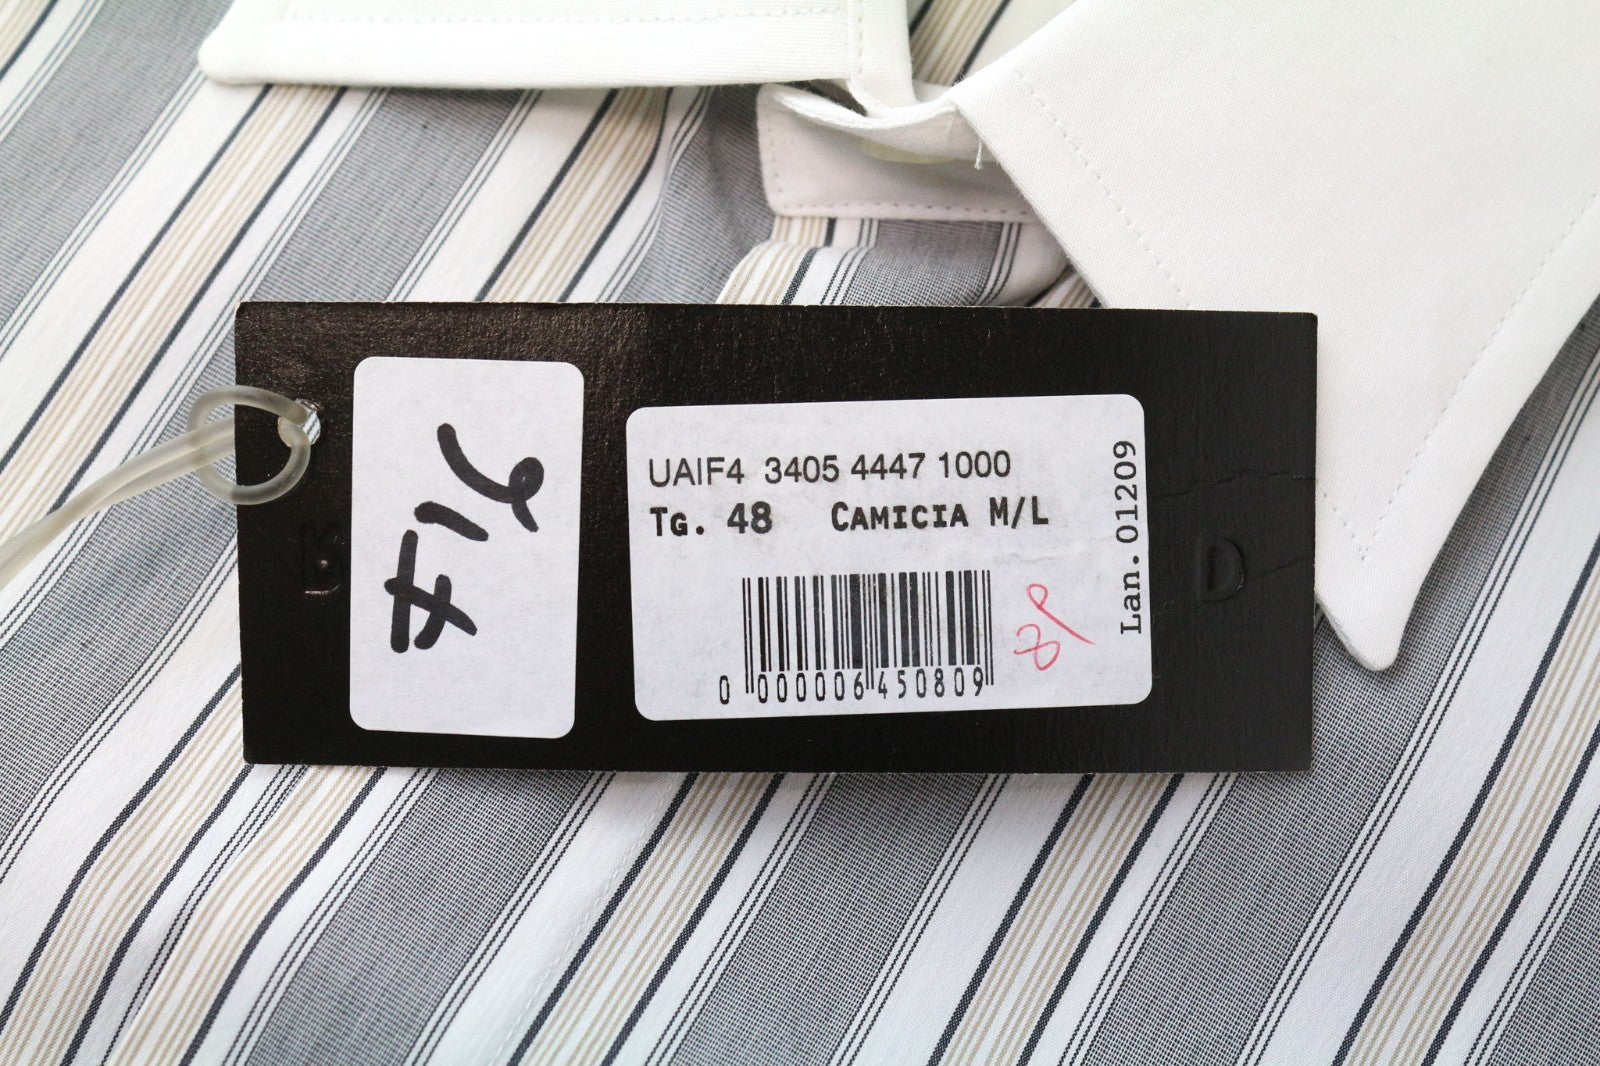 UAIF4 3405 4447 1000
Tg. 48 Camicia M/L
0 000006 450809
Lan. 01209
D